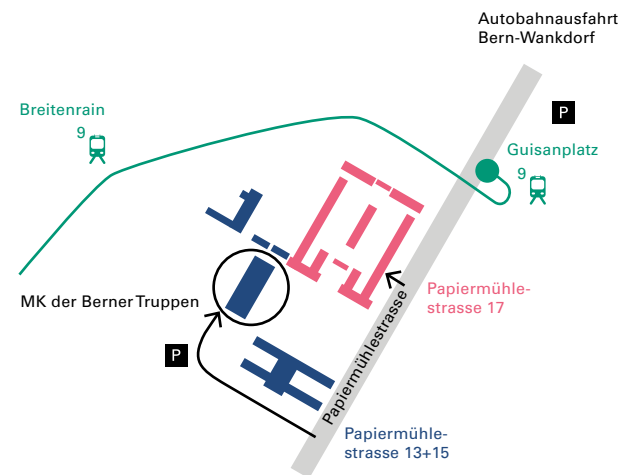 Autobahnausfahrt
Bern-Wankdorf
P
Breitenrain
9
Guisanplatz
9
MK der Berner Truppen
Papiermühle-
strasse 17
Papiermühlestrasse
P
Papiermühle-
strasse 13+15